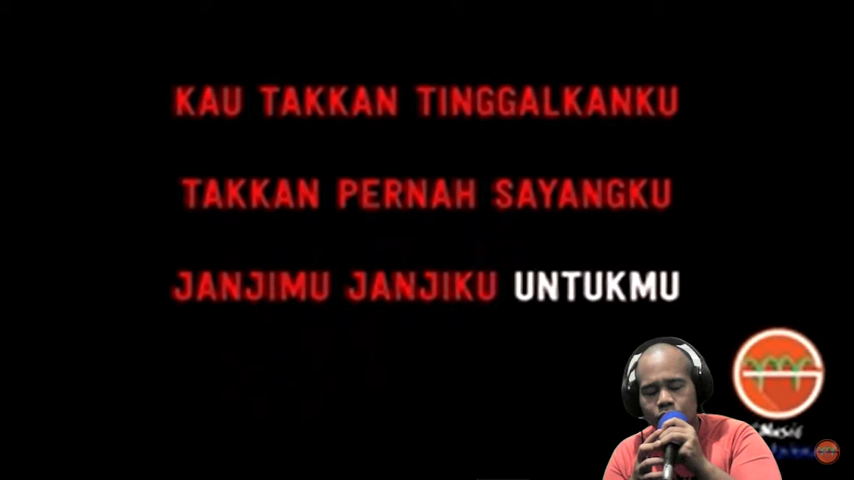 KAU TAKKAN TINGGALKANKU
TAKKAN PERNAH SAYANGKU
JANJIMU JANJIKU UNTUKMU